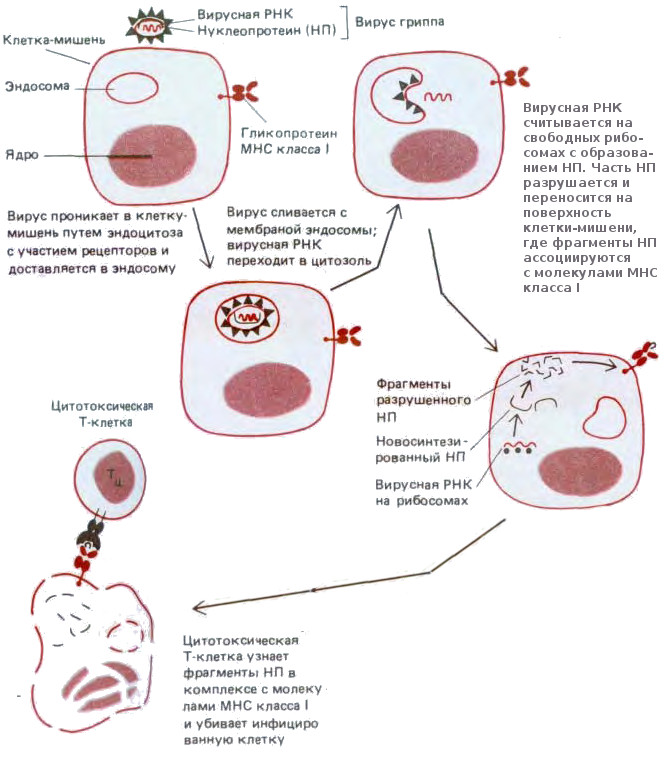 Вирусная РНК
Нуклеопротеин (НП)
Вирус гриппа
Клетка-мишень
Эндосома
Гликопротеин
МНС класса I
Ядро
Вирус проникает в клетку-
мишень путем эндоцитоза
с участием рецепторов и
доставляется в эндосому
Вирус сливается с
мембраной эндосомы;
вирусная РНК
переходит в цитозоль
Вирусная РНК
считывается на
свободных рибо-
сомах с образова-
нием НП. Часть НП
разрушается и
переносится на
поверхность
клетки-мишени,
где фрагменты НП
ассоциируются
с молекулами МНС
класса I
Фрагменты
разрушенного
НП
Новосинтези-
рованный НП
Вирусная РНК
на рибосомах
Цитотоксическая
Т-клетка
Тц
Цитотоксическая
Т-клетка узнает
фрагменты НП в
комплексе с молеку
лами МНС класса I
и убивает инфициро
ванную клетку